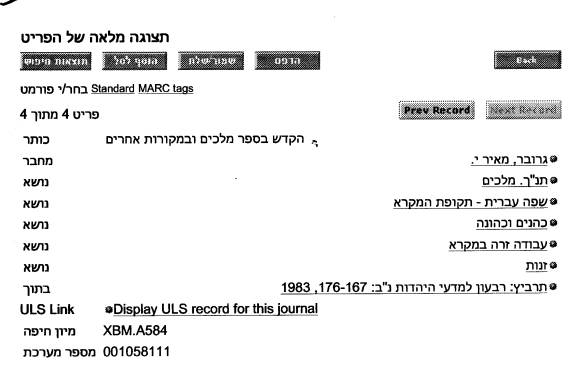 תצוגה מלאה של הפריט
תוצאות חיפוש הוסף לסל שמור/שלח הדפס Back
בחר/י פורמט Standard MARC tags
פריט 4 מתוך 4 Prev Record Next Record
כותר הקדש בספר מלכים ובמקורות אחרים
מחבר גרובר, מאיר י.
נושא תנ"ך. מלכים
נושא שפה עברית - תקופת המקרא
נושא כהנים וכהונה
נושא עבודה זרה במקרא
נושא זנות
בתוך תרביץ: רבעון למדעי היהדות נ"ב: 176-167, 1983
ULS Link Display ULS record for this journal
מיון חיפה XBM.A584
מספר מערכת 001058111